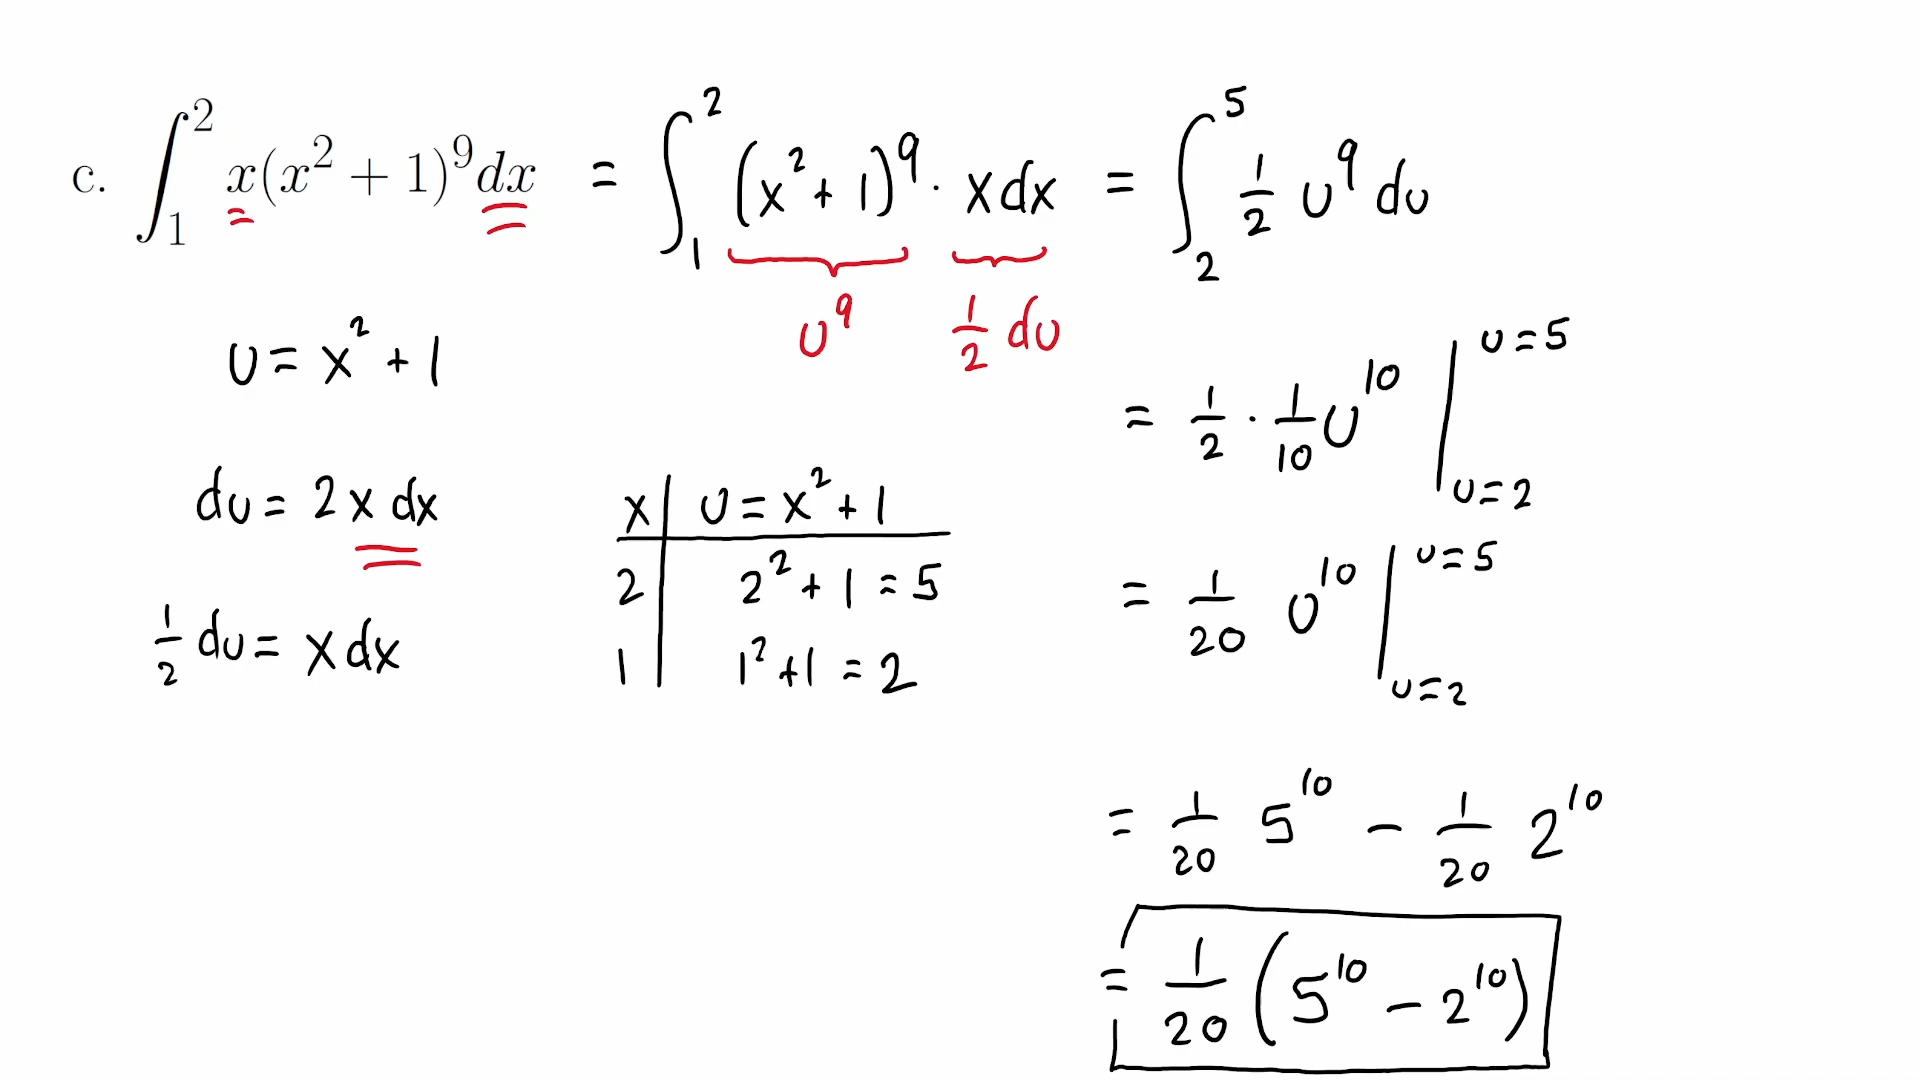 c. ∫₁² x(x² + 1)⁹dx = ∫₁² (x² + 1)⁹ · x dx = ∫₂⁵ 1/2 u⁹ du
u⁹ 1/2 du
u = x² + 1
du = 2x dx
1/2 du = x dx
x | u = x² + 1
2 | 2² + 1 = 5
1 | 1² + 1 = 2
= 1/2 · 1/10 u¹⁰ | u=5 u=2
= 1/20 u¹⁰ | u=5 u=2
= 1/20 5¹⁰ − 1/20 2¹⁰
= 1/20 (5¹⁰ − 2¹⁰)